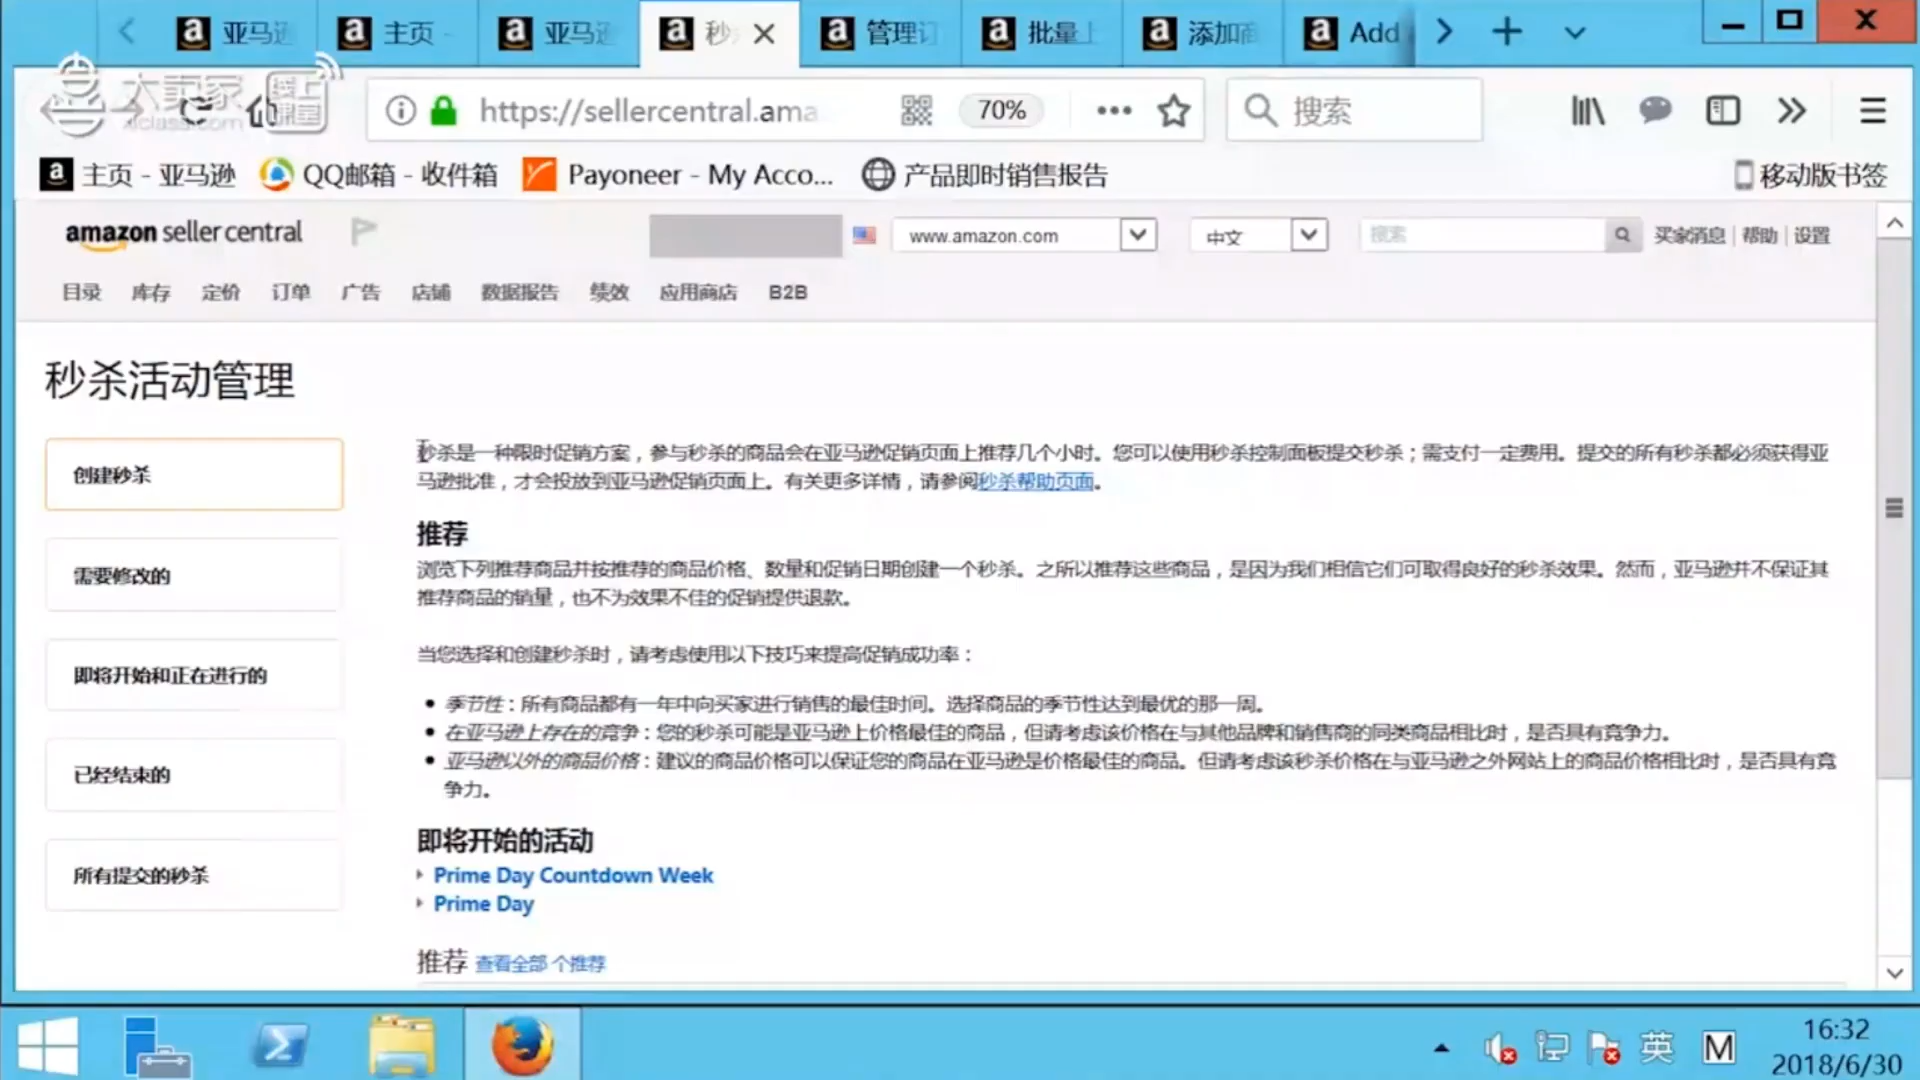 亚马逊
主页 -
亚马逊
秒
管理订
批量上
添加商
Add
大卖家
线上课堂
xlclass.com
https://sellercentral.ama
70%
搜索
主页 - 亚马逊
QQ邮箱 - 收件箱
Payoneer - My Acco...
产品即时销售报告
移动版书签
amazon seller central
www.amazon.com
中文
搜索
买家消息 | 帮助 | 设置
目录 库存 定价 订单 广告 店铺 数据报告 绩效 应用商店 B2B
秒杀活动管理
创建秒杀
需要修改的
即将开始和正在进行的
已经结束的
所有提交的秒杀
秒杀是一种限时促销方案，参与秒杀的商品会在亚马逊促销页面上推荐几个小时。您可以使用秒杀控制面板提交秒杀；需支付一定费用。提交的所有秒杀都必须获得亚
马逊批准，才会投放到亚马逊促销页面上。有关更多详情，请参阅秒杀帮助页面。
推荐
浏览下列推荐商品并按推荐的商品价格、数量和促销日期创建一个秒杀。之所以推荐这些商品，是因为我们相信它们可取得良好的秒杀效果。然而，亚马逊并不保证其
推荐商品的销量，也不为效果不佳的促销提供退款。
当您选择和创建秒杀时，请考虑使用以下技巧来提高促销成功率：
• 季节性：所有商品都有一年中向买家进行销售的最佳时间。选择商品的季节性达到最优的那一周。
• 在亚马逊上存在的竞争：您的秒杀可能是亚马逊上价格最佳的商品，但请考虑该价格在与其他品牌和销售商的同类商品相比时，是否具有竞争力。
• 亚马逊以外的商品价格：建议的商品价格可以保证您的商品在亚马逊是价格最佳的商品。但请考虑该秒杀价格在与亚马逊之外网站上的商品价格相比时，是否具有竞
争力。
即将开始的活动
Prime Day Countdown Week
Prime Day
推荐 查看全部 个推荐
英
M
16:32
2018/6/30